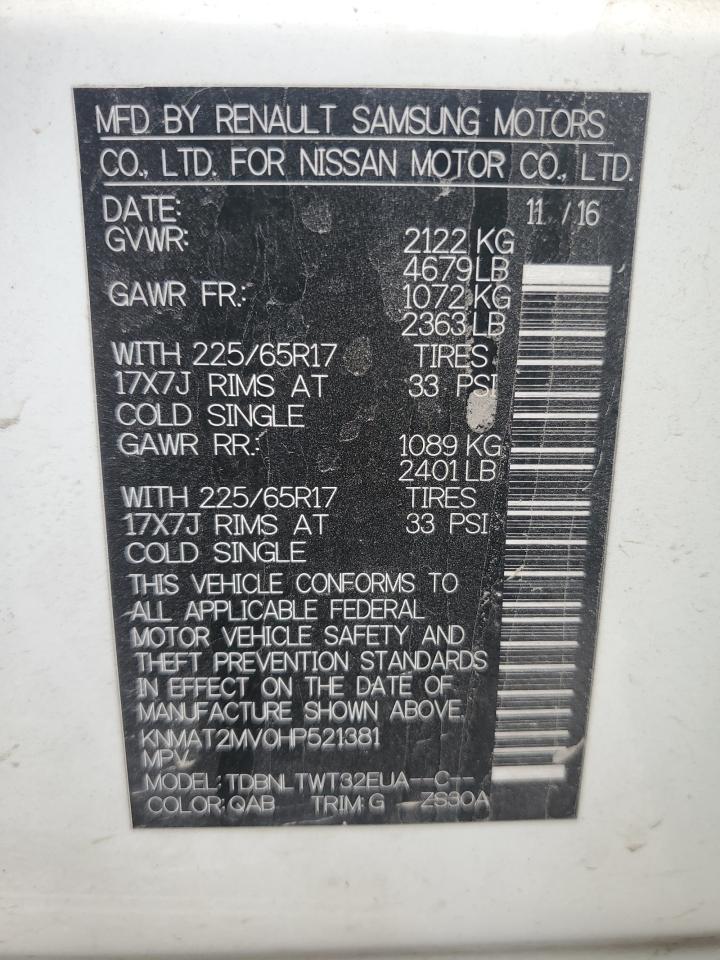 MFD BY RENAULT SAMSUNG MOTORS
CO., LTD. FOR NISSAN MOTOR CO., LTD.
DATE: 11 / 16
GVWR: 2122 KG
4679 LB
GAWR FR.: 1072 KG
2363 LB
WITH 225/65R17 TIRES
17X7J RIMS AT 33 PSI
COLD SINGLE
GAWR RR.: 1089 KG
2401 LB
WITH 225/65R17 TIRES
17X7J RIMS AT 33 PSI
COLD SINGLE
THIS VEHICLE CONFORMS TO
ALL APPLICABLE FEDERAL
MOTOR VEHICLE SAFETY AND
THEFT PREVENTION STANDARDS
IN EFFECT ON THE DATE OF
MANUFACTURE SHOWN ABOVE.
KNMAT2MV0HP521381
MPV
MODEL: TDBNLTWT32EUA--C--
COLOR: QAB TRIM: G ZS30A